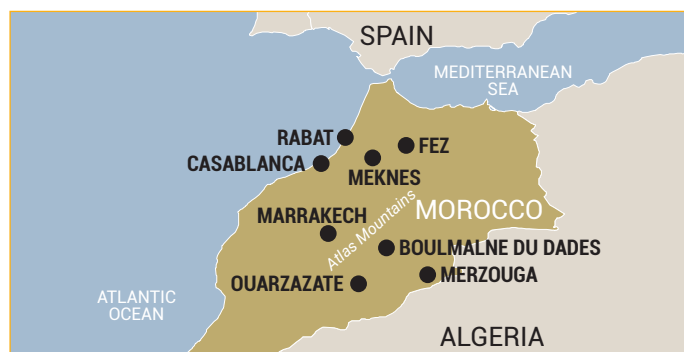 SPAIN
MEDITERRANEAN
SEA
RABAT
FEZ
CASABLANCA
MEKNES
MARRAKECH
Atlas Mountains
MOROCCO
BOULMALNE DU DADES
OUARZAZATE
MERZOUGA
ATLANTIC
OCEAN
ALGERIA